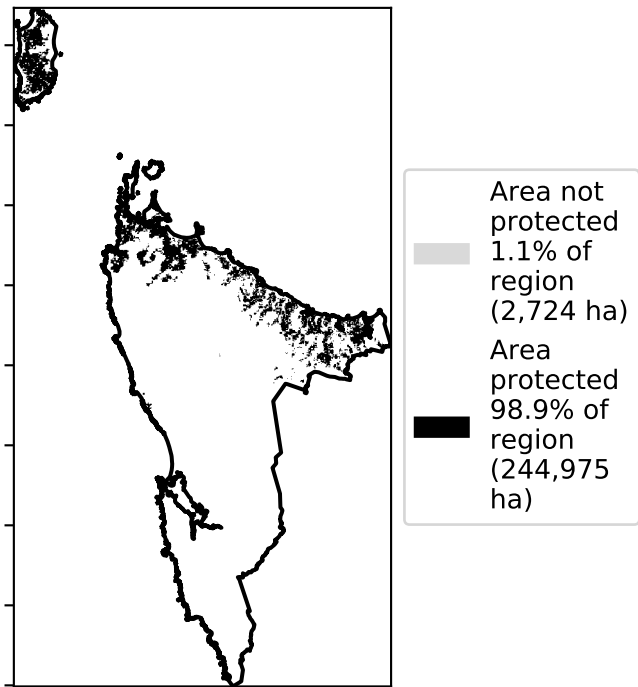 Area not
protected
1.1% of
region
(2,724 ha)
Area
protected
98.9% of
region
(244,975
ha)